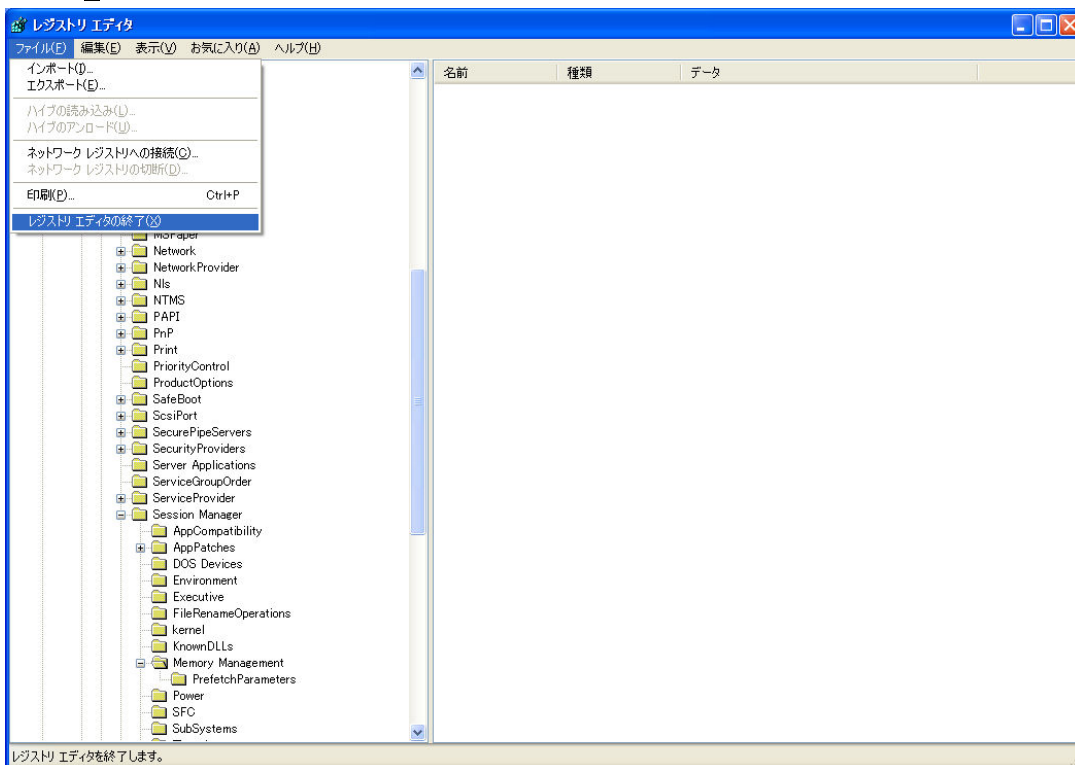 レジストリ エディタ
ファイル(F) 編集(E) 表示(V) お気に入り(A) ヘルプ(H)
インポート(I)...
エクスポート(E)...
ハイブの読み込み(L)...
ハイブのアンロード(U)...
ネットワーク レジストリへの接続(C)...
ネットワーク レジストリの切断(D)...
印刷(P)... Ctrl+P
レジストリ エディタの終了(X)
名前 種類 データ
MSPaper
Network
NetworkProvider
Nls
NTMS
PAPI
PnP
Print
PriorityControl
ProductOptions
SafeBoot
ScsiPort
SecurePipeServers
SecurityProviders
Server Applications
ServiceGroupOrder
ServiceProvider
Session Manager
AppCompatibility
AppPatches
DOS Devices
Environment
Executive
FileRenameOperations
kernel
KnownDLLs
Memory Management
PrefetchParameters
Power
SFC
SubSystems
レジストリ エディタを終了します。